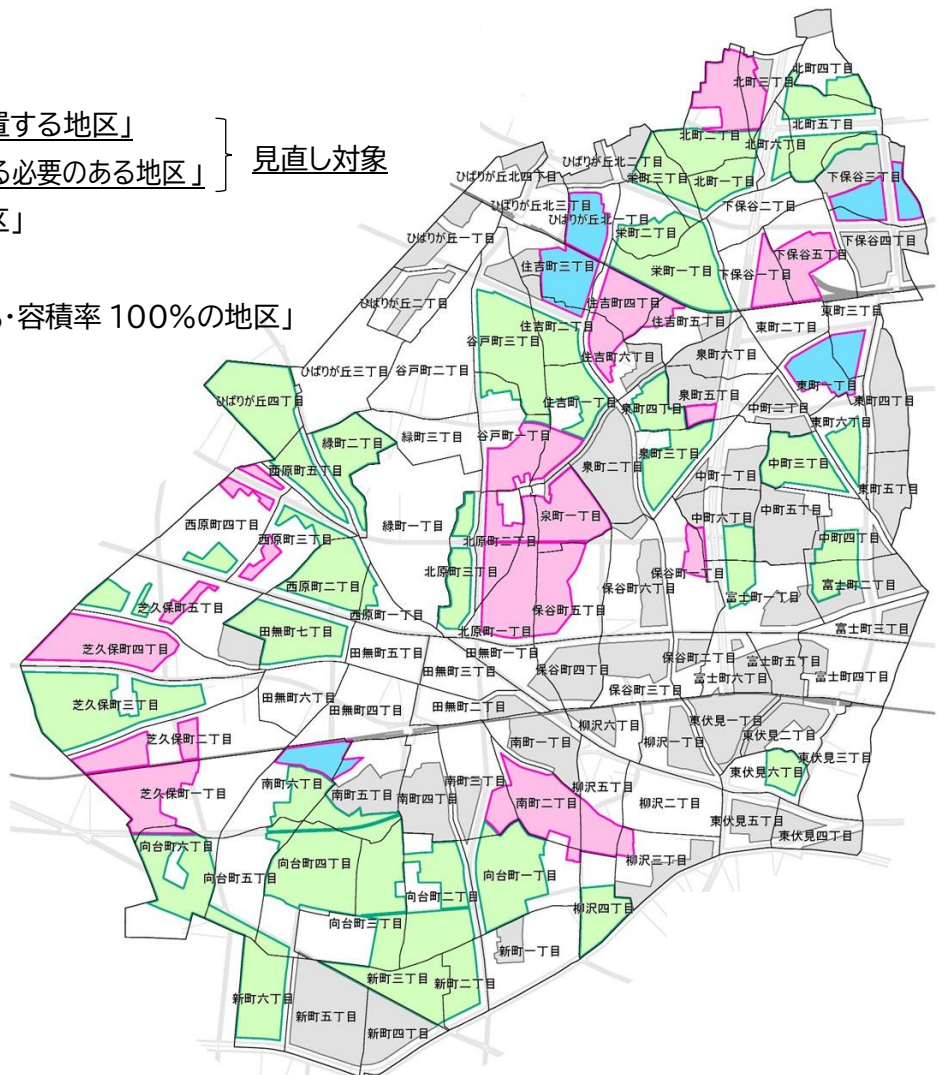 置する地区」
る必要のある地区」
見直し対象
区」
・容積率 100%の地区」
北町四丁目
北町三丁目
北町五丁目
北町二丁目
北町六丁目
ひばりが丘北二丁目
ひばりが丘北四丁目
栄町三丁目
北町一丁目
下保谷三丁目
ひばりが丘北三丁目
下保谷二丁目
ひばりが丘北一丁目
栄町二丁目
ひばりが丘一丁目
下保谷四丁目
下保谷五丁目
住吉町三丁目
栄町一丁目
下保谷一丁目
ひばりが丘二丁目
住吉町四丁目
東町三丁目
住吉町二丁目
住吉町五丁目
東町二丁目
谷戸町三丁目
住吉町六丁目
泉町六丁目
ひばりが丘三丁目
谷戸町二丁目
東町一丁目
泉町五丁目
ひばりが丘四丁目
住吉町一丁目
泉町四丁目
中町二丁目
東町四丁目
東町六丁目
緑町二丁目
緑町三丁目
谷戸町一丁目
泉町三丁目
中町三丁目
西原町五丁目
泉町二丁目
中町一丁目
東町五丁目
西原町四丁目
緑町一丁目
泉町一丁目
中町六丁目
中町五丁目
西原町三丁目
北原町二丁目
中町四丁目
北原町三丁目
保谷町一丁目
西原町二丁目
保谷町六丁目
富士町二丁目
芝久保町五丁目
保谷町五丁目
富士町一丁目
西原町一丁目
田無町七丁目
北原町一丁目
富士町三丁目
芝久保町四丁目
田無町五丁目
田無町一丁目
保谷町二丁目
富士町五丁目
田無町三丁目
保谷町四丁目
富士町六丁目
富士町四丁目
保谷町三丁目
田無町六丁目
芝久保町三丁目
田無町四丁目
田無町二丁目
柳沢六丁目
東伏見一丁目
芝久保町二丁目
南町一丁目
柳沢一丁目
東伏見二丁目
東伏見三丁目
東伏見六丁目
南町六丁目
南町三丁目
柳沢五丁目
芝久保町一丁目
南町五丁目
南町四丁目
南町二丁目
柳沢二丁目
東伏見五丁目
東伏見四丁目
向台町六丁目
柳沢三丁目
向台町四丁目
向台町五丁目
向台町一丁目
向台町二丁目
柳沢四丁目
向台町三丁目
新町一丁目
新町三丁目
新町二丁目
新町六丁目
新町五丁目
新町四丁目